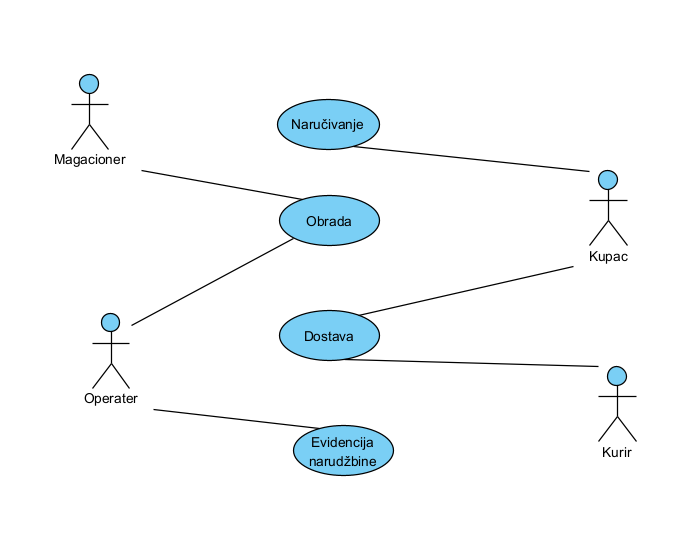 Naručivanje
Magacioner
Obrada
Kupac
Dostava
Operater
Evidencija
narudžbine
Kurir